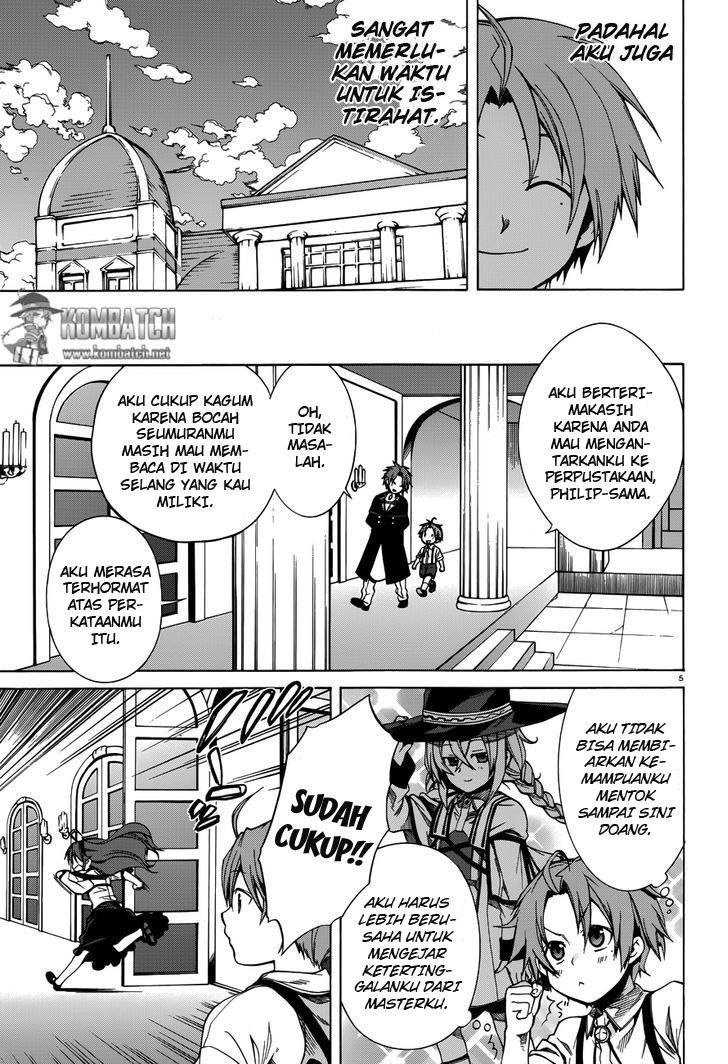 PADAHAL
AKU JUGA
SANGAT
MEMERLU-
KAN WAKTU
UNTUK IS-
TIRAHAT.
KOMBATCH
www.kombatch.net
AKU BERTERI-
MAKASIH
KARENA ANDA
MAU MENGAN-
TARKANKU KE
PERPUSTAKAAN,
PHILIP-SAMA.
OH,
TIDAK
MASA-
LAH.
AKU CUKUP KAGUM
KARENA BOCAH
SEUMURANMU
MASIH MAU MEM-
BACA DI WAKTU
SELANG YANG KAU
MILIKI.
AKU MERASA
TERHORMAT
ATAS PER-
KATAANMU
ITU.
5
AKU TIDAK
BISA MEMBI-
ARKAN KE-
MAMPUANKU
MENTOK
SAMPAI SINI
DOANG.
AKU HARUS
LEBIH BERU-
SAHA UNTUK
MENGEJAR
KETERTING-
GALANKU DARI
MASTERKU.
SUDAH
CUKUP!!